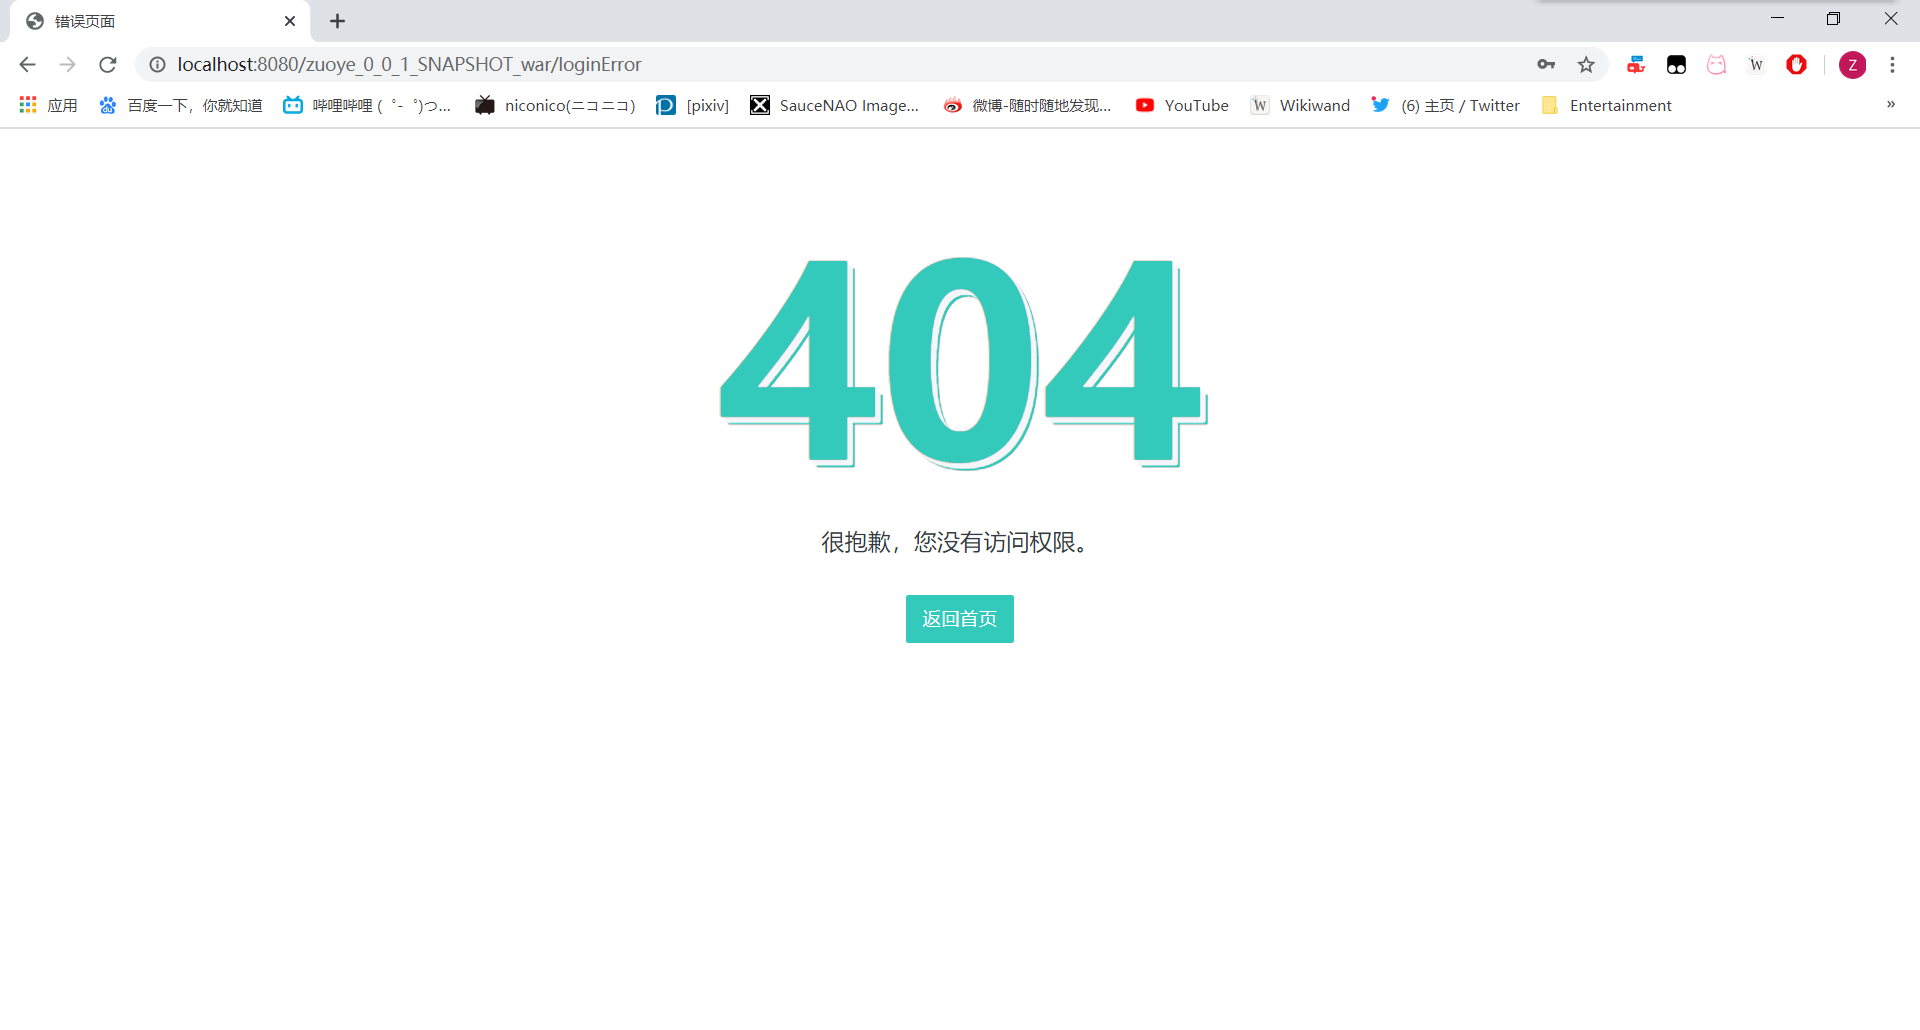 错误页面
localhost:8080/zuoye_0_0_1_SNAPSHOT_war/loginError
Z
应用
百度一下，你就知道
哔哩哔哩 ( ゜- ゜)つ...
niconico(ニコニコ)
[pixiv]
SauceNAO Image...
微博-随时随地发现...
YouTube
W
Wikiwand
(6) 主页 / Twitter
Entertainment
»
404
很抱歉，您没有访问权限。
返回首页